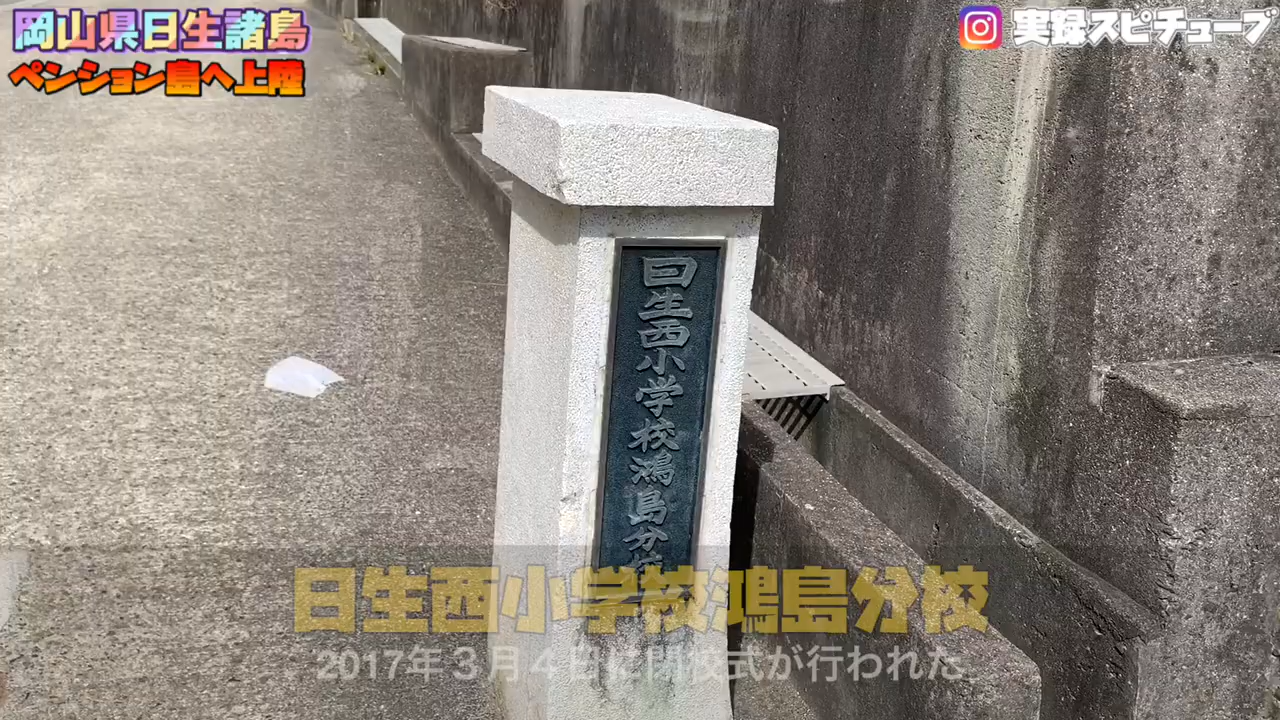 岡山県日生諸島
ペンション島へ上陸
実録スピチューブ
日生西小学校鴻島分校
日生西小学校鴻島分校
2017年３月４日に閉校式が行われた